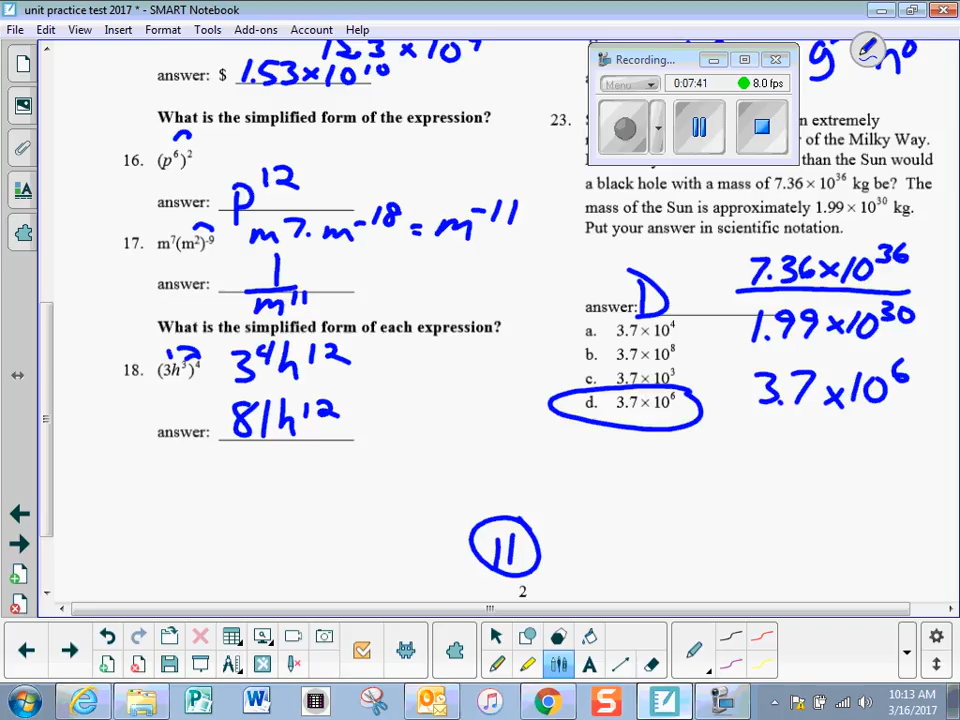 unit practice test 2017 * - SMART Notebook
File Edit View Insert Format Tools Add-ons Account Help
answer: $ 1.53×10¹⁰
What is the simplified form of the expression?
16. (p⁶)²
answer: p¹²
m⁷·m⁻¹⁸ = m⁻¹¹
17. m⁷(m²)⁻⁹
answer: 1/m¹¹
What is the simplified form of each expression?
18. (3h³)⁴ 3⁴h¹²
answer: 81h¹²
Recording...
Menu 0:07:41 8.0 fps
23. n extremely
of the Milky Way.
than the Sun would
a black hole with a mass of 7.36 × 10³⁶ kg be? The
mass of the Sun is approximately 1.99 × 10³⁰ kg.
Put your answer in scientific notation.
7.36×10³⁶
1.99×10³⁰
answer: D
a. 3.7 × 10⁴
b. 3.7 × 10⁸
c. 3.7 × 10³
d. 3.7 × 10⁶
3.7×10⁶
11
2
10:13 AM
3/16/2017